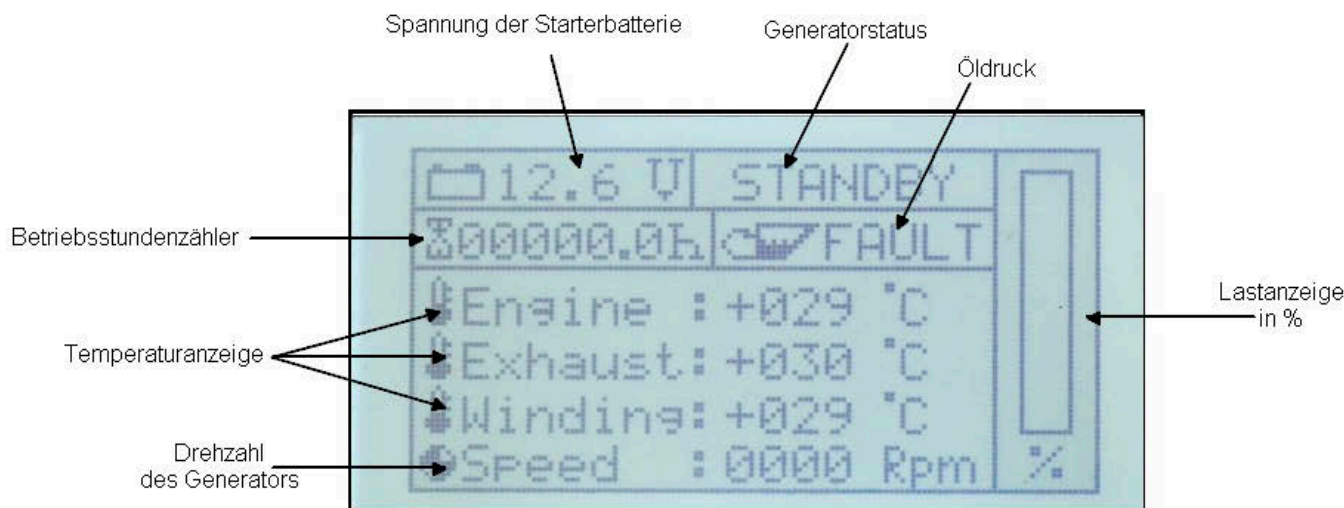 Spannung der Starterbatterie
Generatorstatus
Öldruck
12.6 V
STANDBY
Betriebsstundenzähler
00000.0h
FAULT
Engine : +029 °C
Lastanzeige
in %
Temperaturanzeige
Exhaust: +030 °C
Winding: +029 °C
Drehzahl
des Generators
Speed : 0000 Rpm
%